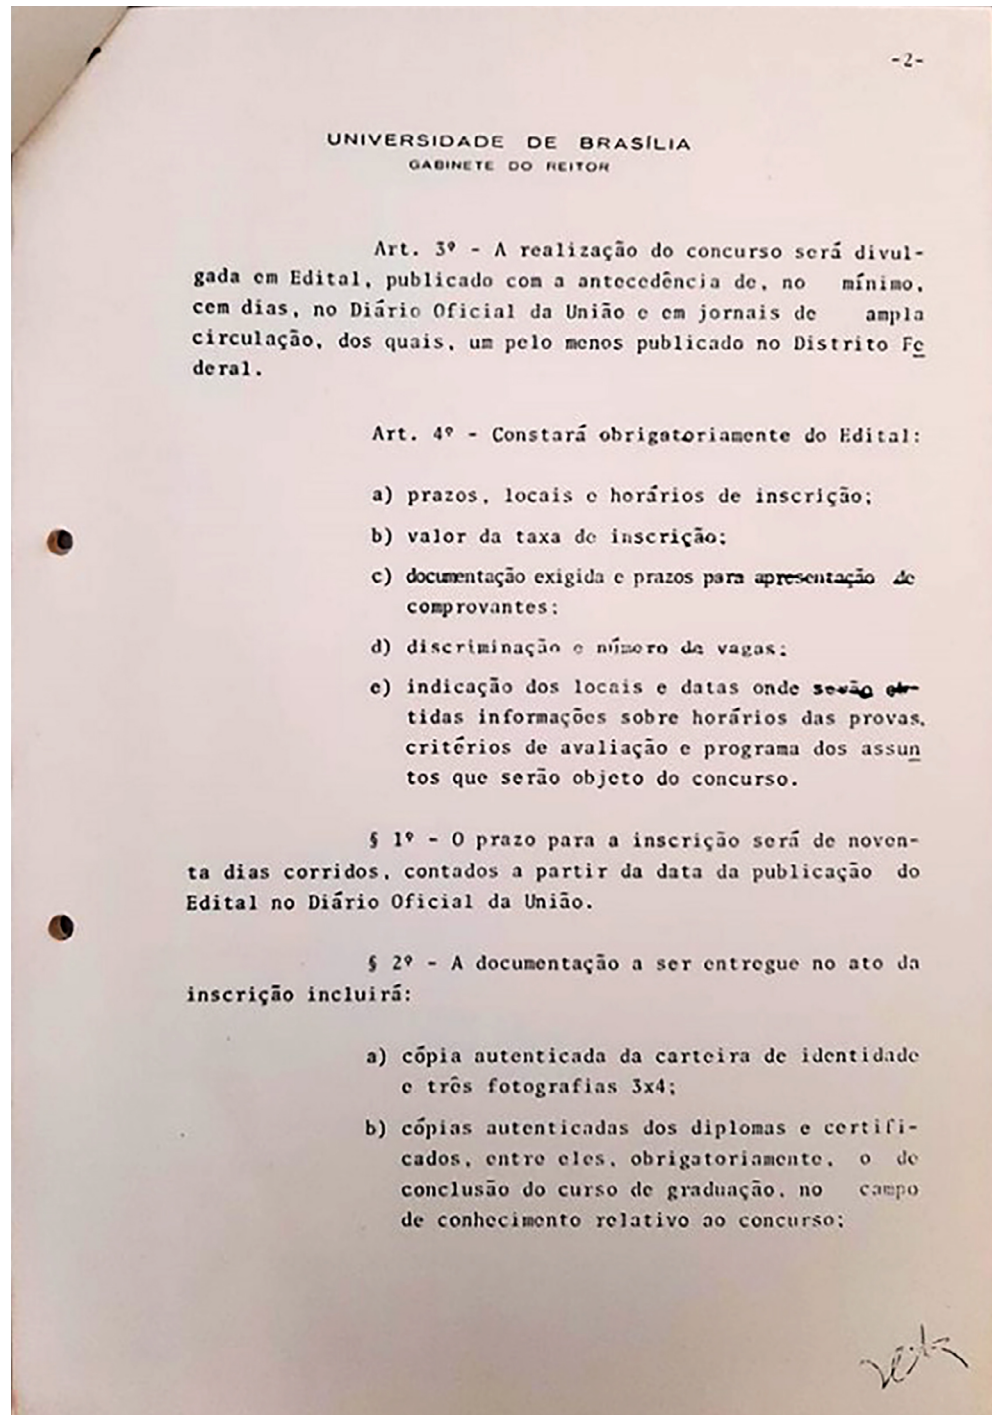 -2-
UNIVERSIDADE DE BRASÍLIA
GABINETE DO REITOR
Art. 3º - A realização do concurso será divul-
gada em Edital, publicado com a antecedência de, no mínimo,
cem dias, no Diário Oficial da União e em jornais de ampla
circulação, dos quais, um pelo menos publicado no Distrito Fe
deral.
Art. 4º - Constará obrigatoriamente do Edital:
a) prazos, locais e horários de inscrição;
b) valor da taxa de inscrição;
c) documentação exigida e prazos para apresentação de
comprovantes;
d) discriminação e número de vagas;
e) indicação dos locais e datas onde serão
tidas informações sobre horários das provas,
critérios de avaliação e programa dos assun
tos que serão objeto do concurso.
§ 1º - O prazo para a inscrição será de noven-
ta dias corridos, contados a partir da data da publicação do
Edital no Diário Oficial da União.
§ 2º - A documentação a ser entregue no ato da
inscrição incluirá:
a) cópia autenticada da carteira de identidade
e três fotografias 3x4;
b) cópias autenticadas dos diplomas e certifi-
cados, entre eles, obrigatoriamente, o de
conclusão do curso de graduação, no campo
de conhecimento relativo ao concurso;